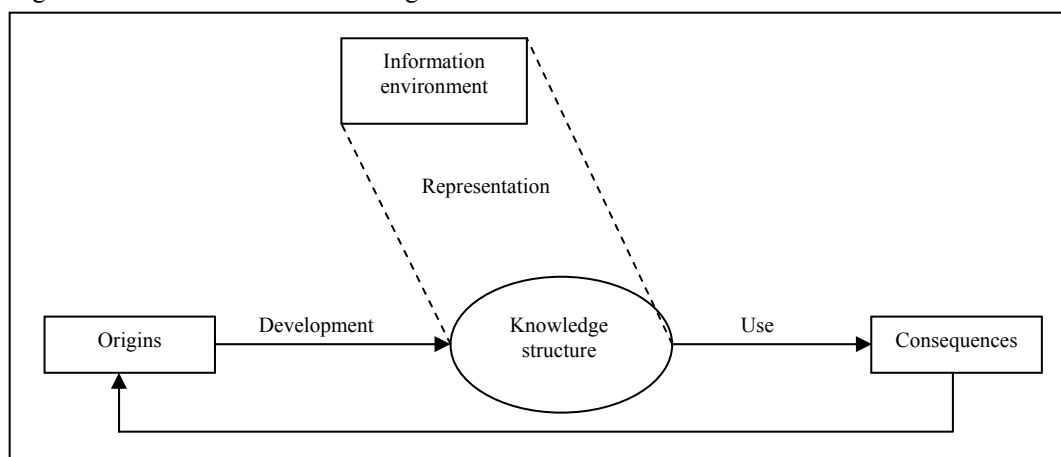 Information
environment
Representation
Origins
Development
Knowledge
structure
Use
Consequences